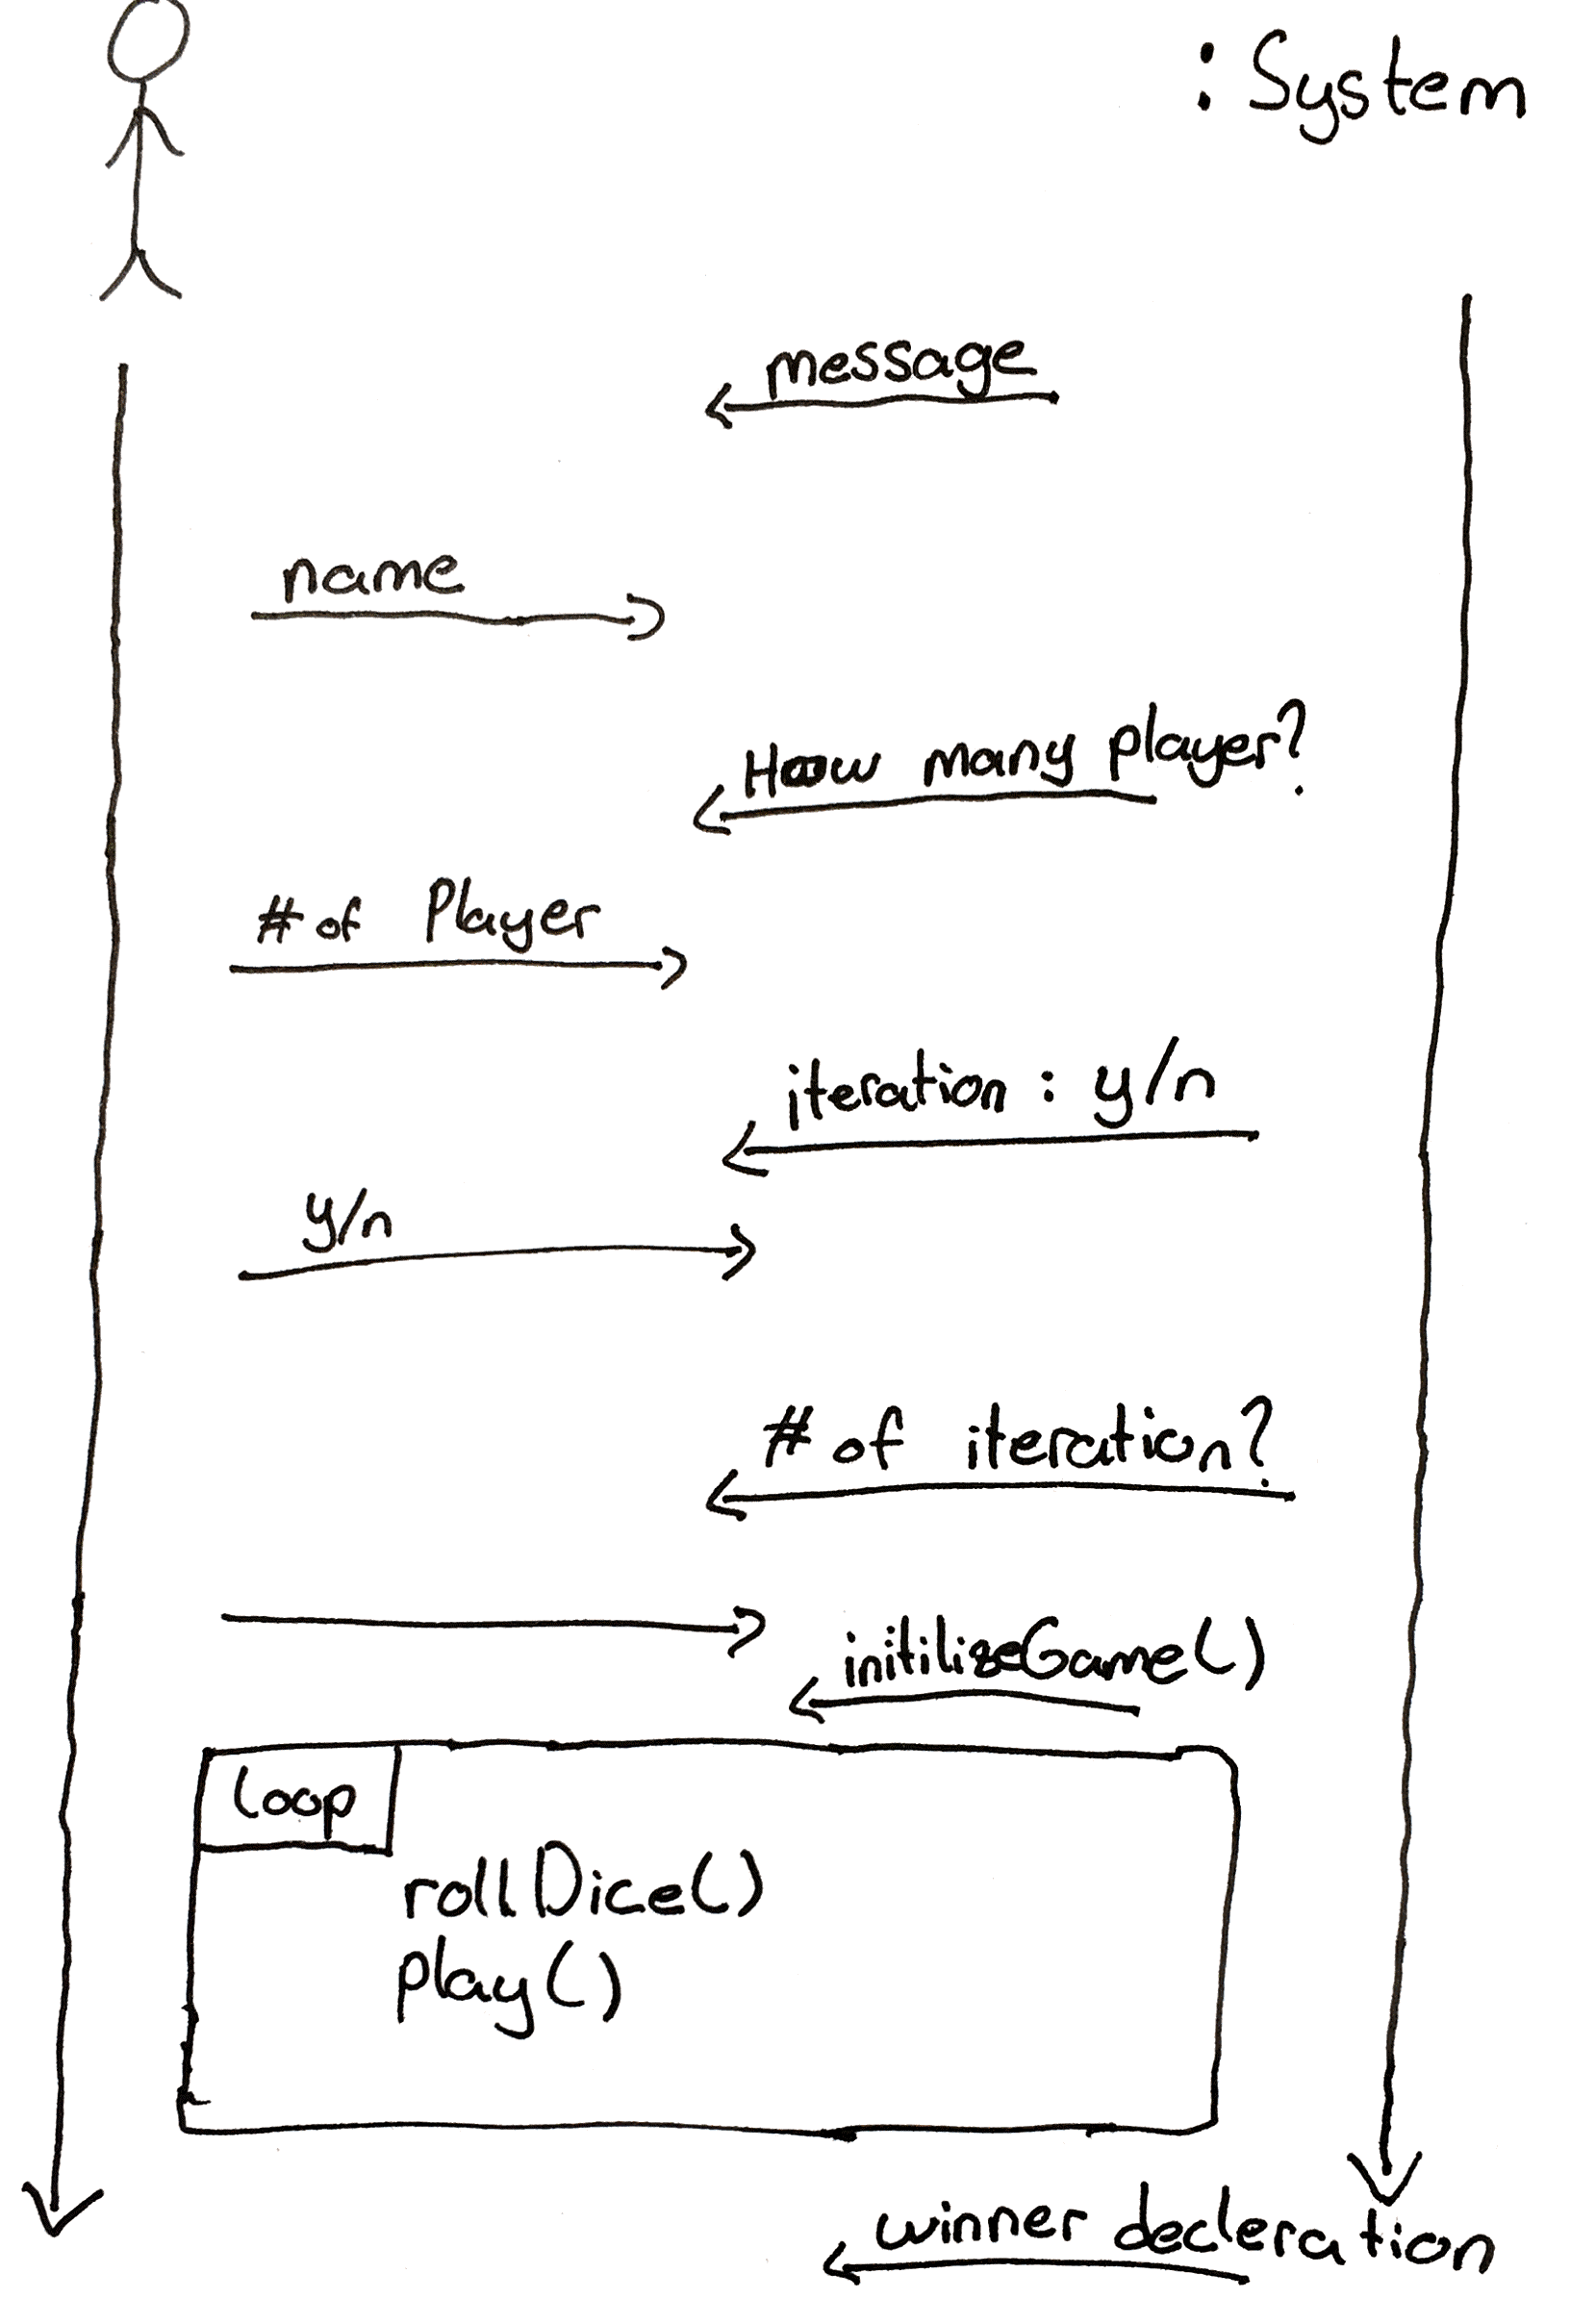 : System
message
name
How many player?
# of Player
iteration : y/n
y/n
# of iteration?
initilizeGame()
loop
rollDice()
play()
winner decleration